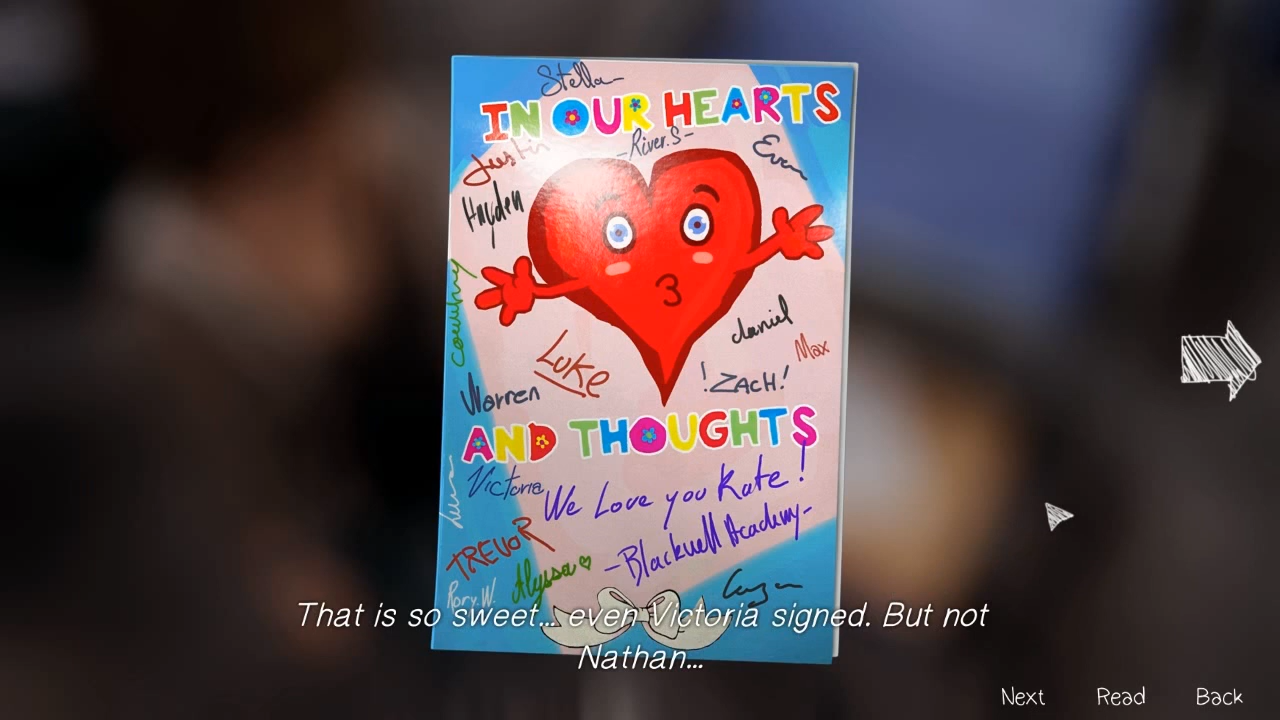 Stella
IN OUR HEARTS
-River.S-
Justin
Evan
Hayden
Courtney
daniel
Max
Luke
!ZACH!
Warren
AND THOUGHTS
Victoria
We Love you Kate!
-Blackwell Academy-
TREVOR
Alyssa
Rory.W.
That is so sweet... even Victoria signed. But not
Nathan...
Next Read Back